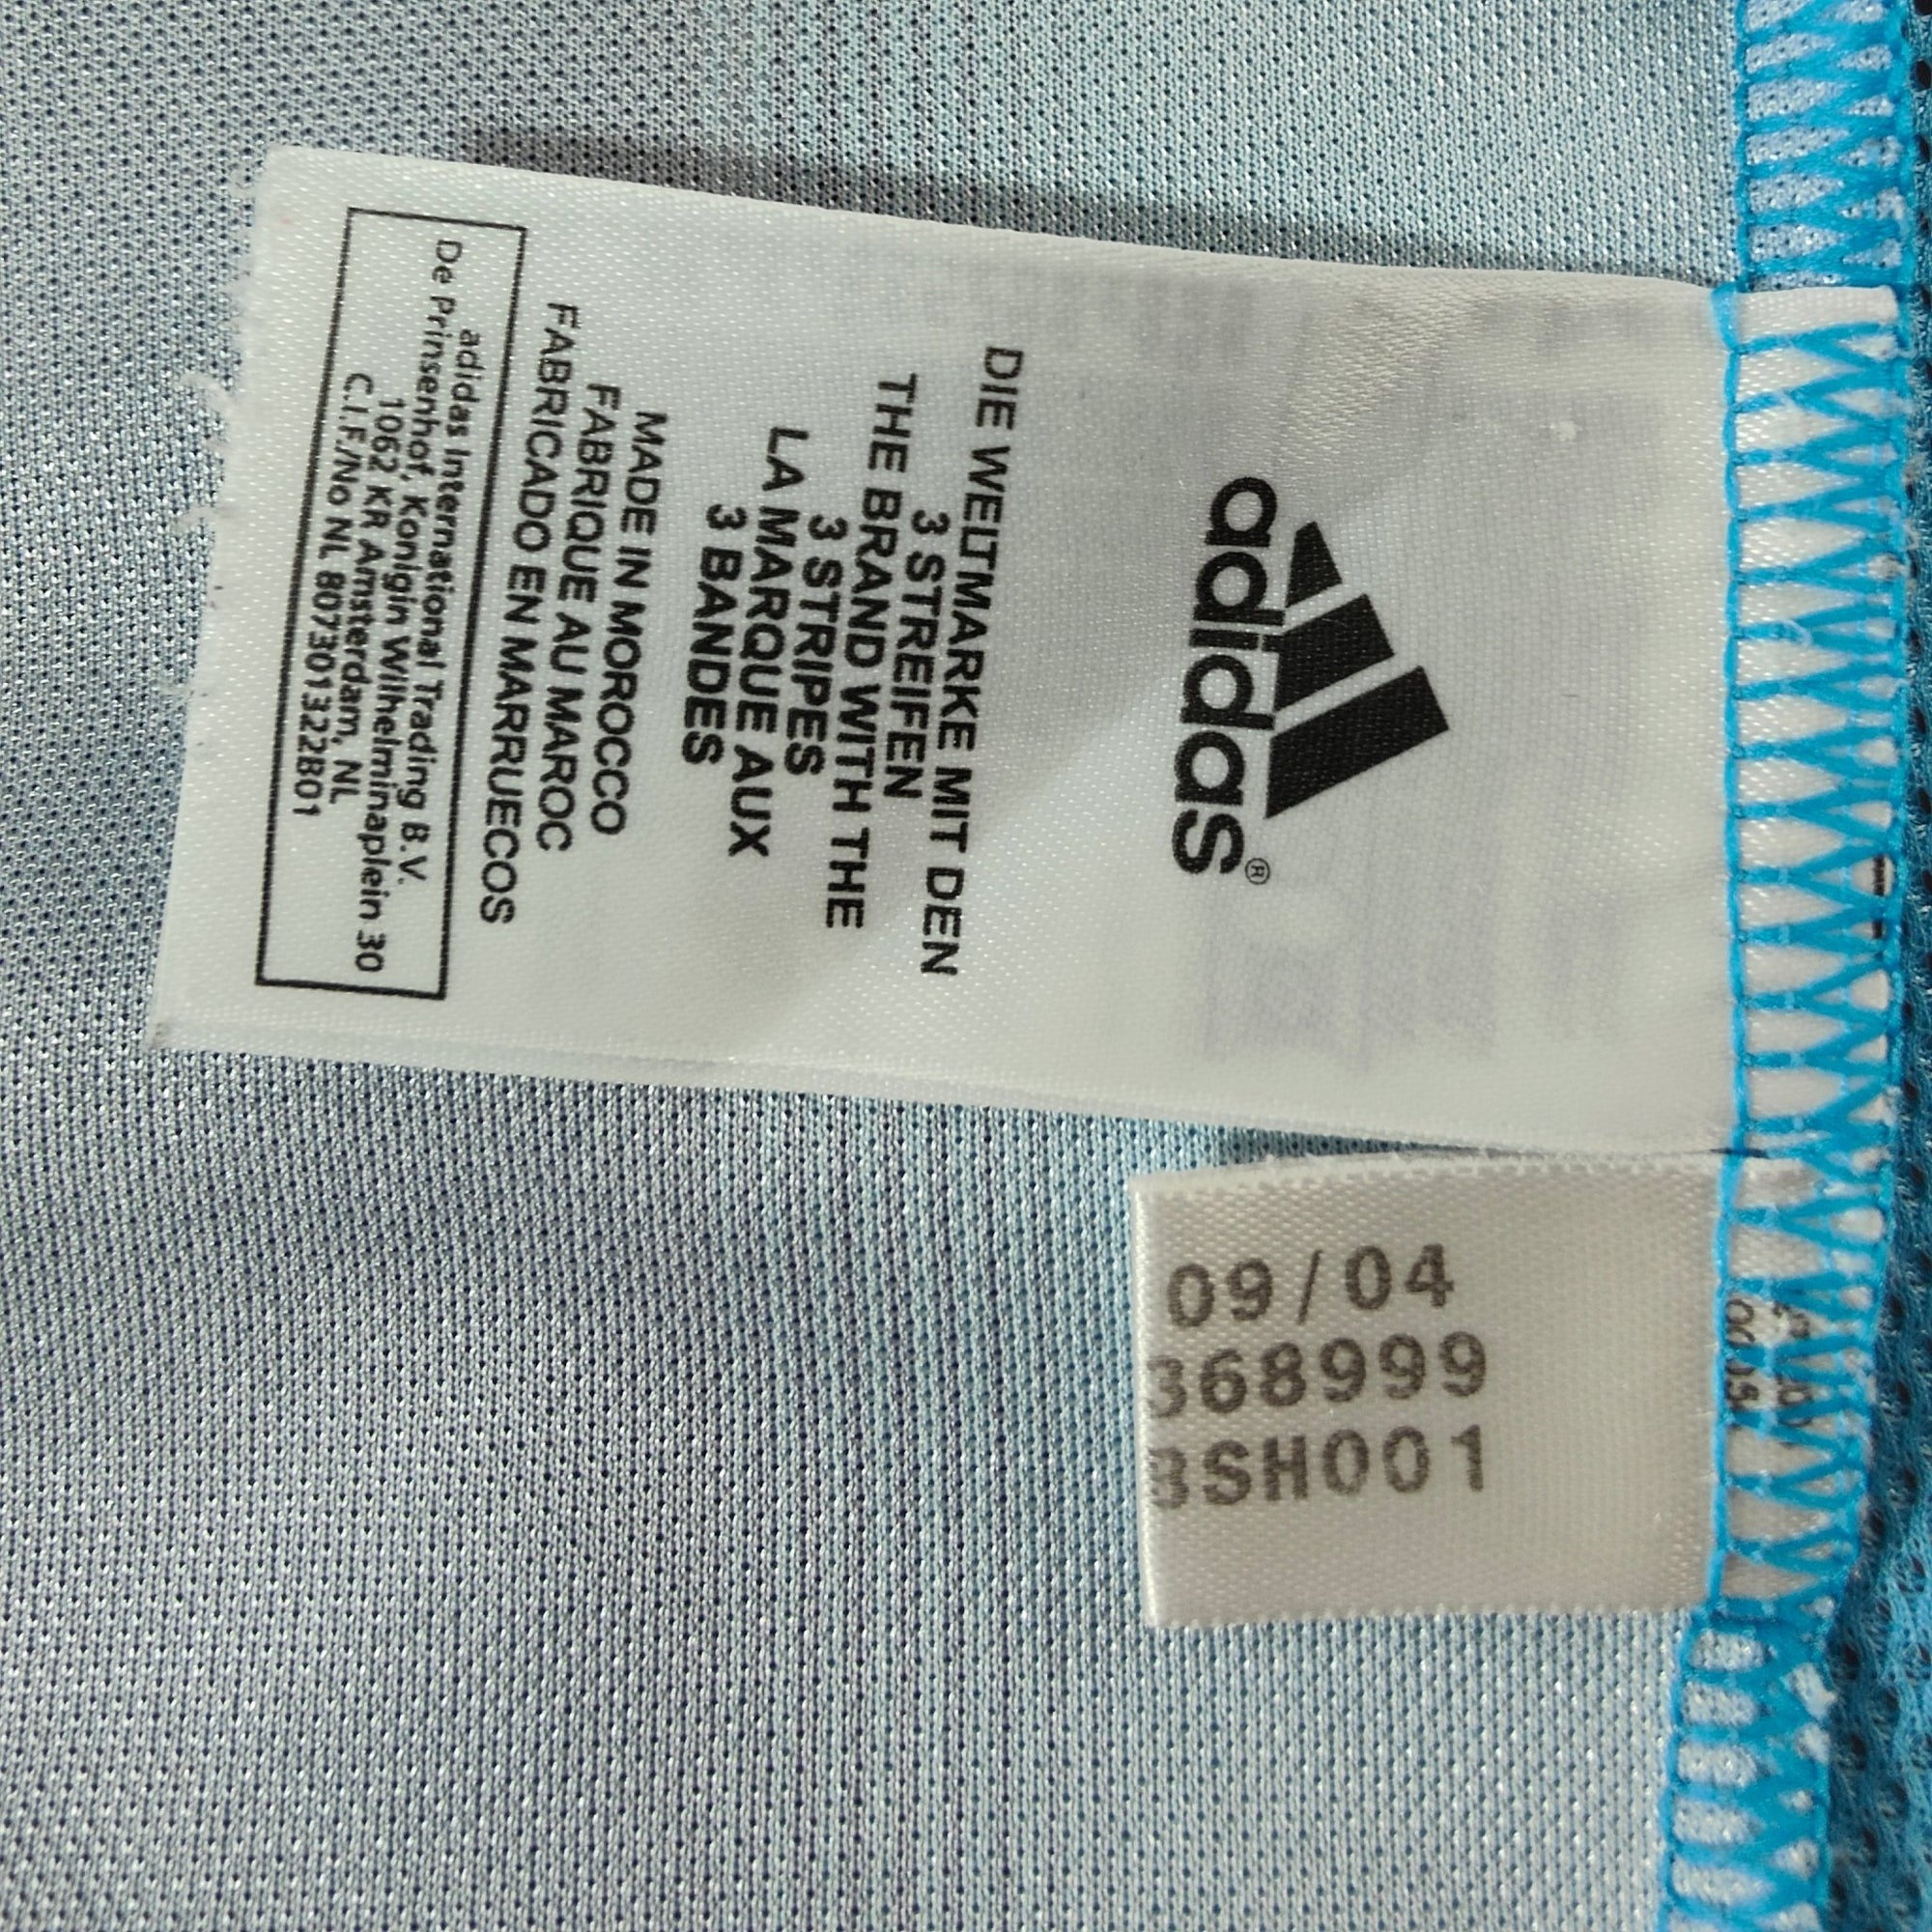 adidas®
DIE WELTMARKE MIT DEN
3 STREIFEN
THE BRAND WITH THE
3 STRIPES
LA MARQUE AUX
3 BANDES
MADE IN MOROCCO
FABRIQUE AU MAROC
FABRICADO EN MARRUECOS
adidas International Trading B.V.
De Prinsenhof, Konigin Wilhelminaplein 30
1062 KR Amsterdam, NL
C.I.F./No NL 807301322B01
09/04
368999
3SH001